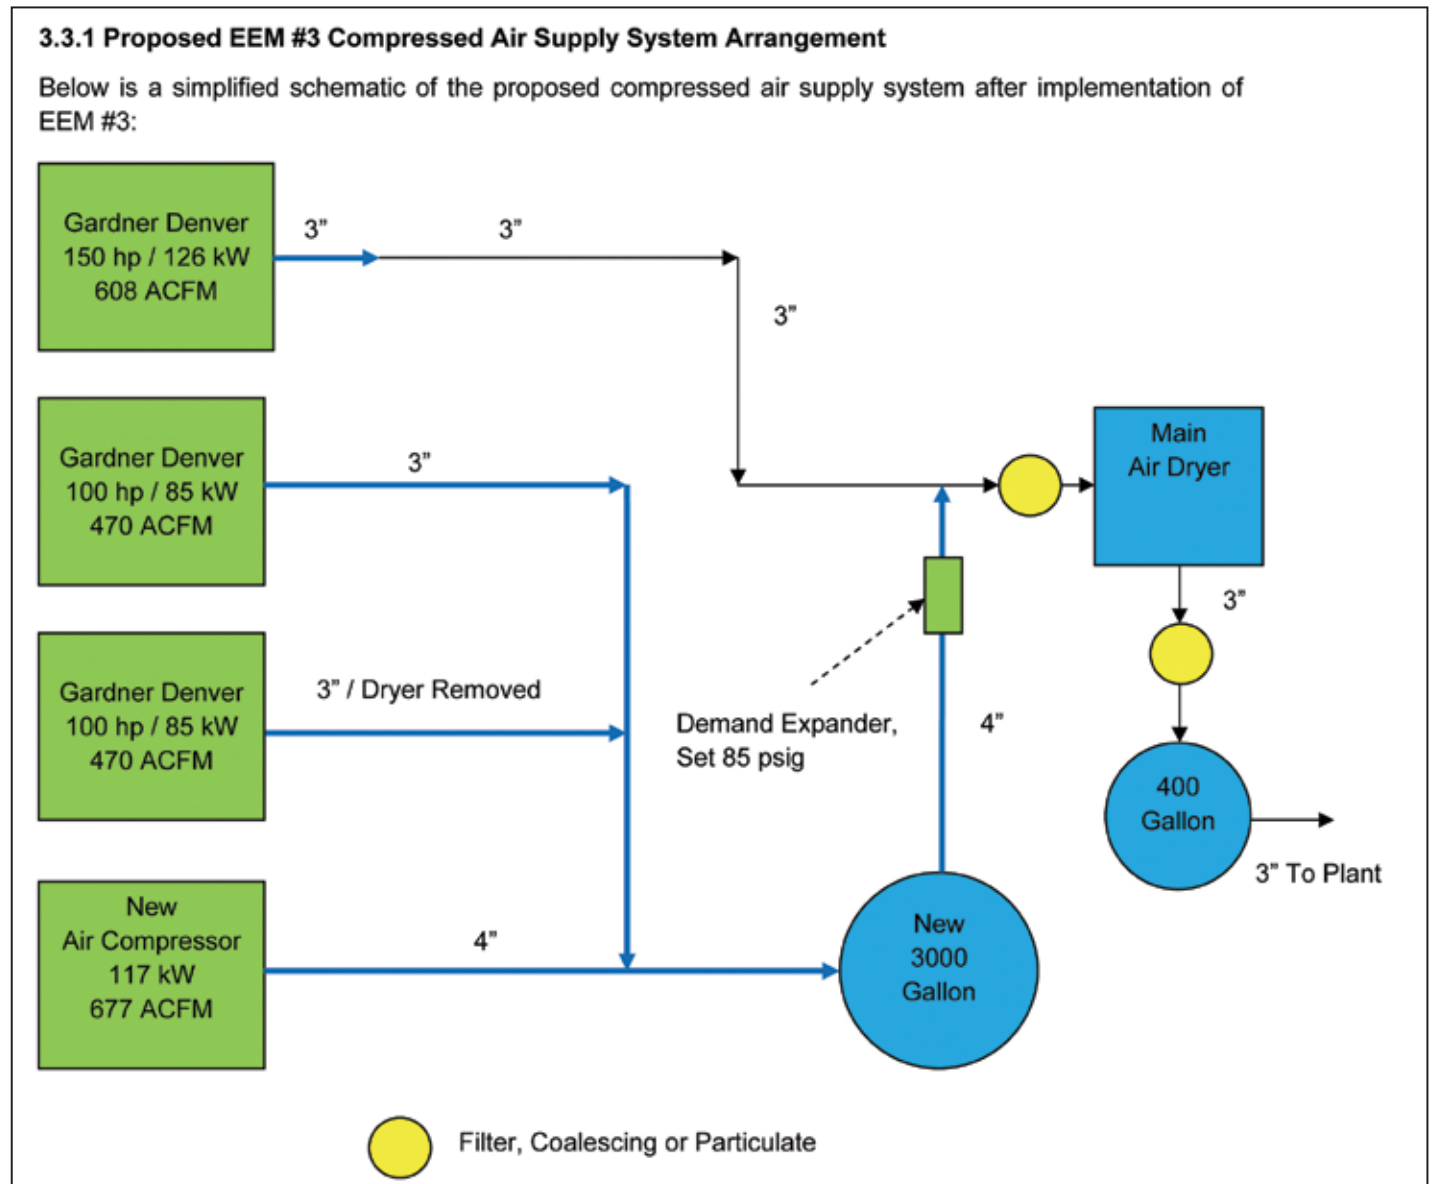 3.3.1 Proposed EEM #3 Compressed Air Supply System Arrangement
Below is a simplified schematic of the proposed compressed air supply system after implementation of
EEM #3:
Gardner Denver
150 hp / 126 kW
608 ACFM
3”
3”
3”
Gardner Denver
100 hp / 85 kW
470 ACFM
3”
Main
Air Dryer
3”
Gardner Denver
100 hp / 85 kW
470 ACFM
3” / Dryer Removed
Demand Expander,
Set 85 psig
4”
400
Gallon
3” To Plant
New
Air Compressor
117 kW
677 ACFM
4”
New
3000
Gallon
Filter, Coalescing or Particulate